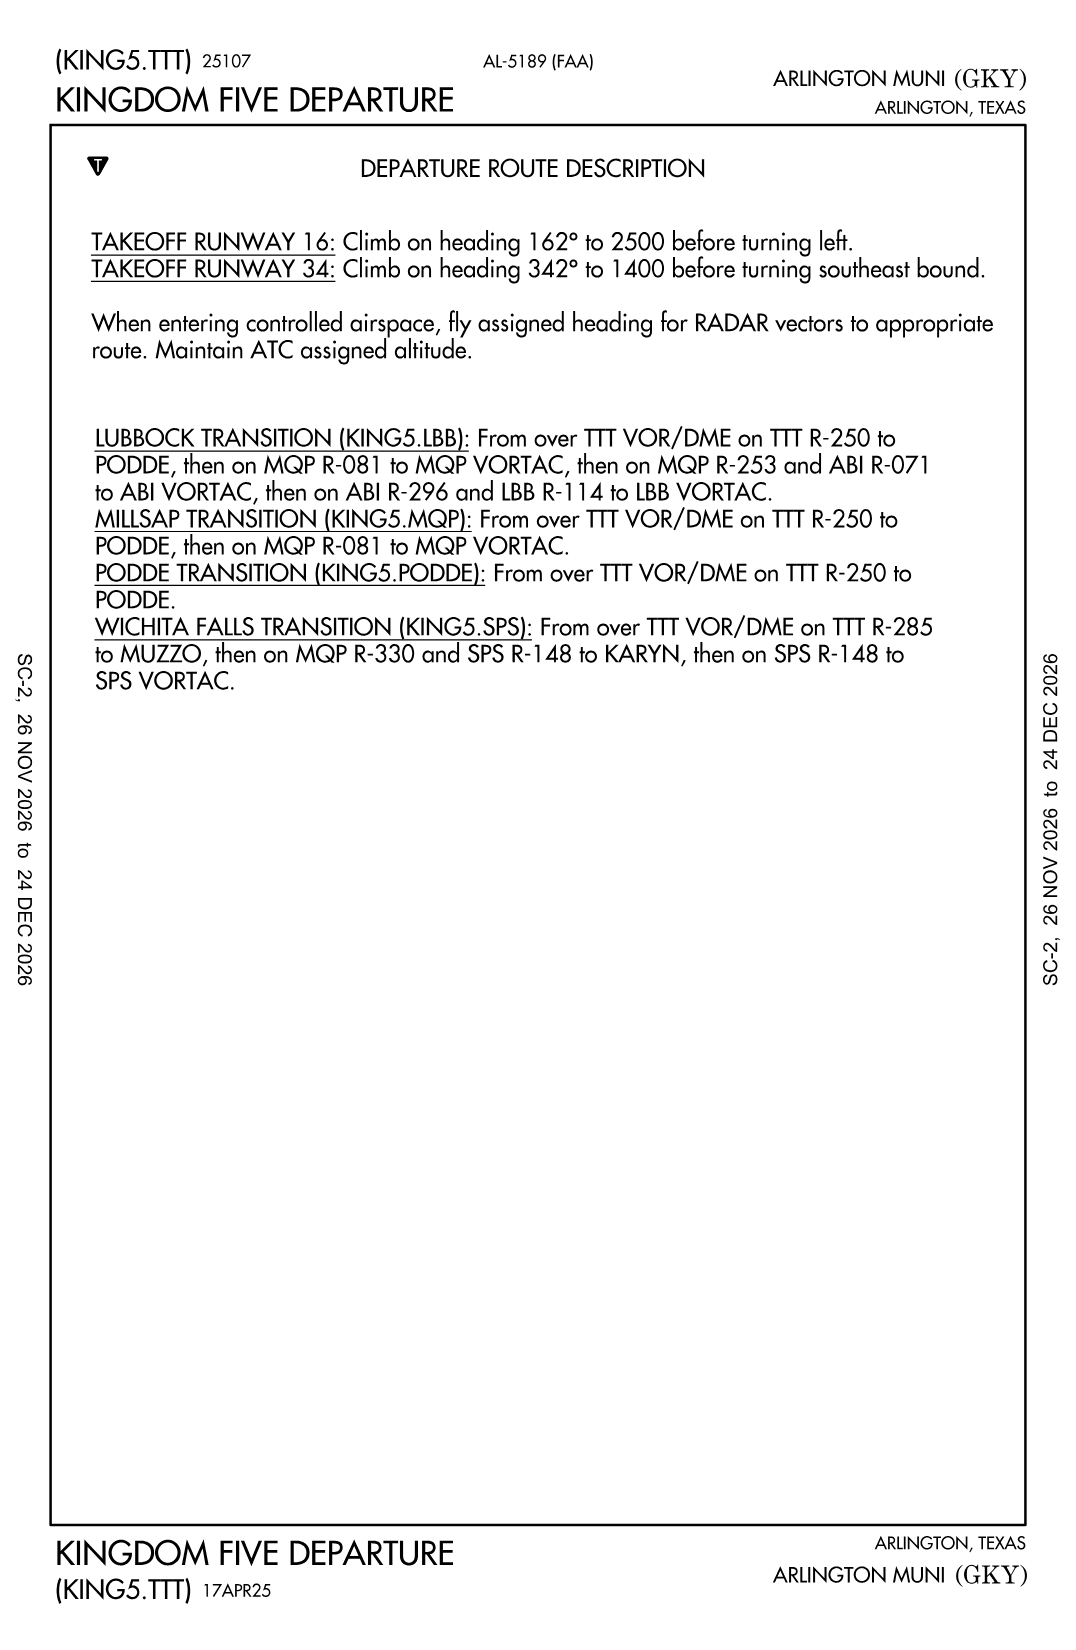 (KING5.TTT) 25107
AL-5189 (FAA)
ARLINGTON MUNI (GKY)
KINGDOM FIVE DEPARTURE
ARLINGTON, TEXAS
T
DEPARTURE ROUTE DESCRIPTION
TAKEOFF RUNWAY 16: Climb on heading 162° to 2500 before turning left.
TAKEOFF RUNWAY 34: Climb on heading 342° to 1400 before turning southeast bound.
When entering controlled airspace, fly assigned heading for RADAR vectors to appropriate
route. Maintain ATC assigned altitude.
LUBBOCK TRANSITION (KING5.LBB): From over TTT VOR/DME on TTT R-250 to
PODDE, then on MQP R-081 to MQP VORTAC, then on MQP R-253 and ABI R-071
to ABI VORTAC, then on ABI R-296 and LBB R-114 to LBB VORTAC.
MILLSAP TRANSITION (KING5.MQP): From over TTT VOR/DME on TTT R-250 to
PODDE, then on MQP R-081 to MQP VORTAC.
PODDE TRANSITION (KING5.PODDE): From over TTT VOR/DME on TTT R-250 to
PODDE.
WICHITA FALLS TRANSITION (KING5.SPS): From over TTT VOR/DME on TTT R-285
to MUZZO, then on MQP R-330 and SPS R-148 to KARYN, then on SPS R-148 to
SPS VORTAC.
SC-2, 26 NOV 2026 to 24 DEC 2026
SC-2, 26 NOV 2026 to 24 DEC 2026
KINGDOM FIVE DEPARTURE
ARLINGTON, TEXAS
(KING5.TTT) 17APR25
ARLINGTON MUNI (GKY)